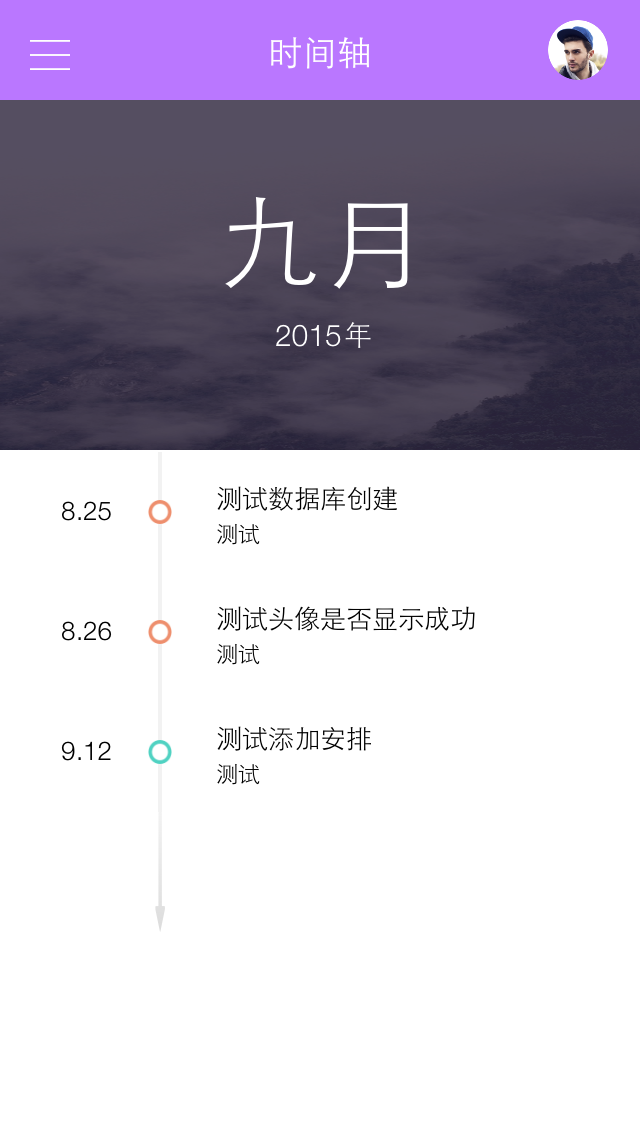 时间轴
九月
2015年
8.25
测试数据库创建
测试
8.26
测试头像是否显示成功
测试
9.12
测试添加安排
测试